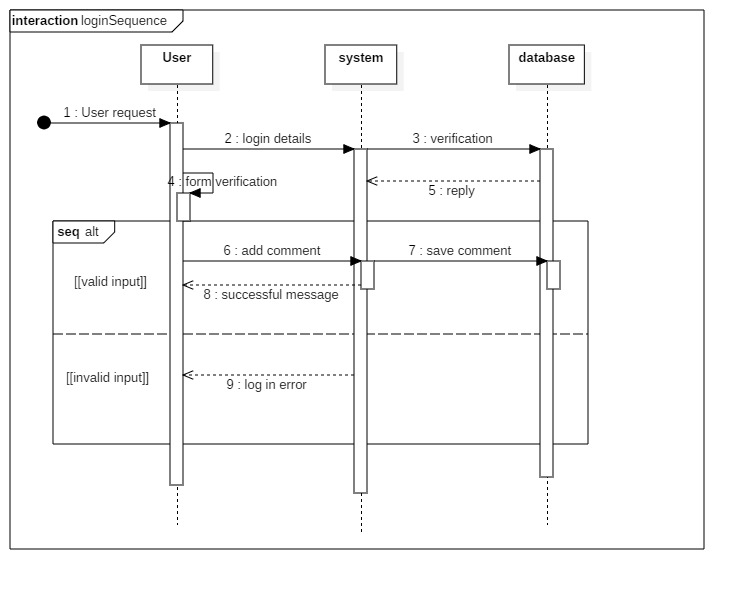 interaction loginSequence
User
system
database
1 : User request
2 : login details
3 : verification
4 : form verification
5 : reply
seq alt
6 : add comment
7 : save comment
[[valid input]]
8 : successful message
[[invalid input]]
9 : log in error